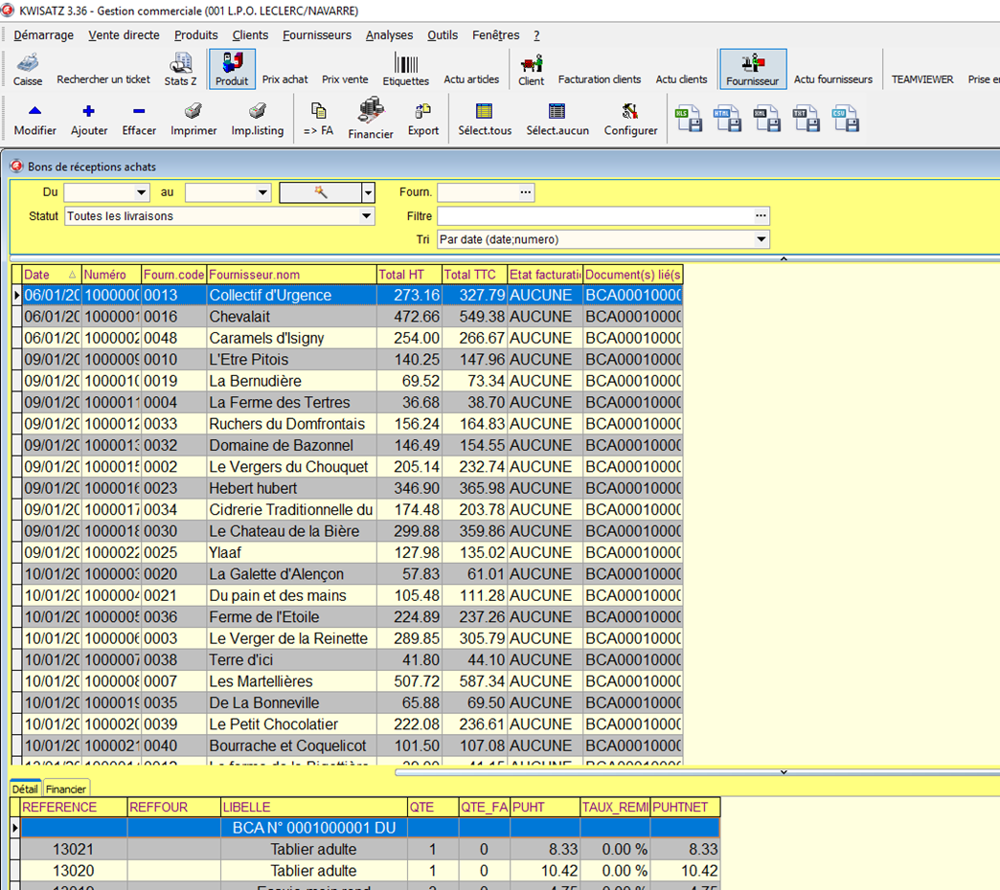 KWISATZ 3.36 - Gestion commerciale (001 L.P.O. LECLERC/NAVARRE)
Démarrage Vente directe Produits Clients Fournisseurs Analyses Outils Fenêtres ?
Caisse Rechercher un ticket Stats Z Produit Prix achat Prix vente Etiquettes Actu articles Client Facturation clients Actu clients Fournisseur Actu fournisseurs TEAMVIEWER Prise en
Modifier Ajouter Effacer Imprimer Imp.listing => FA Financier Export Sélect.tous Sélect.aucun Configurer XLS HTML XML TXT CSV
Bons de réceptions achats
Du au Fourn. ...
Statut Toutes les livraisons Filtre ...
Tri Par date (date;numero)
Date Numéro Fourn.code Fournisseur.nom Total HT Total TTC Etat facturati Document(s) lié(s
06/01/20 1000000 0013 Collectif d'Urgence 273.16 327.79 AUCUNE BCA00010000
06/01/20 1000001 0016 Chevalait 472.66 549.38 AUCUNE BCA00010000
06/01/20 1000002 0048 Caramels d'Isigny 254.00 266.67 AUCUNE BCA00010000
09/01/20 1000009 0010 L'Etre Pitois 140.25 147.96 AUCUNE BCA00010000
09/01/20 1000010 0019 La Bernudière 69.52 73.34 AUCUNE BCA00010000
09/01/20 1000011 0004 La Ferme des Tertres 36.68 38.70 AUCUNE BCA00010000
09/01/20 1000012 0033 Ruchers du Domfrontais 156.24 164.83 AUCUNE BCA00010000
09/01/20 1000013 0032 Domaine de Bazonnel 146.49 154.55 AUCUNE BCA00010000
09/01/20 1000015 0002 Le Vergers du Chouquet 205.14 232.74 AUCUNE BCA00010000
09/01/20 1000016 0023 Hebert hubert 346.90 365.98 AUCUNE BCA00010000
09/01/20 1000017 0034 Cidrerie Traditionnelle du 174.48 203.78 AUCUNE BCA00010000
09/01/20 1000018 0030 Le Chateau de la Bière 299.88 359.86 AUCUNE BCA00010000
09/01/20 1000022 0025 Ylaaf 127.98 135.02 AUCUNE BCA00010000
10/01/20 1000003 0020 La Galette d'Alençon 57.83 61.01 AUCUNE BCA00010000
10/01/20 1000004 0021 Du pain et des mains 105.48 111.28 AUCUNE BCA00010000
10/01/20 1000005 0036 Ferme de l'Etoile 224.89 237.26 AUCUNE BCA00010000
10/01/20 1000006 0003 Le Verger de la Reinette 289.85 305.79 AUCUNE BCA00010000
10/01/20 1000007 0038 Terre d'ici 41.80 44.10 AUCUNE BCA00010000
10/01/20 1000008 0007 Les Martellières 507.72 587.34 AUCUNE BCA00010000
10/01/20 1000019 0035 De La Bonneville 65.88 69.50 AUCUNE BCA00010000
10/01/20 1000020 0039 Le Petit Chocolatier 222.08 236.61 AUCUNE BCA00010000
10/01/20 1000021 0040 Bourrache et Coquelicot 101.50 107.08 AUCUNE BCA00010000
Détail Financier
REFERENCE REFFOUR LIBELLE QTE QTE_FA PUHT TAUX_REMI PUHTNET
BCA N° 0001000001 DU
13021 Tablier adulte 1 0 8.33 0.00 % 8.33
13020 Tablier adulte 1 0 10.42 0.00 % 10.42